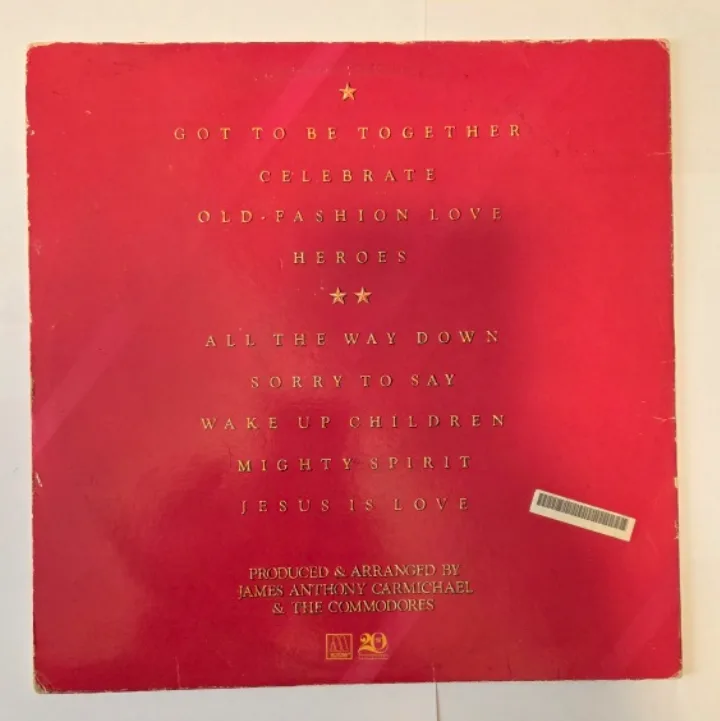 GOT TO BE TOGETHER
CELEBRATE
OLD-FASHION LOVE
HEROES
ALL THE WAY DOWN
SORRY TO SAY
WAKE UP CHILDREN
MIGHTY SPIRIT
JESUS IS LOVE
PRODUCED & ARRANGED BY
JAMES ANTHONY CARMICHAEL
& THE COMMODORES
M 20